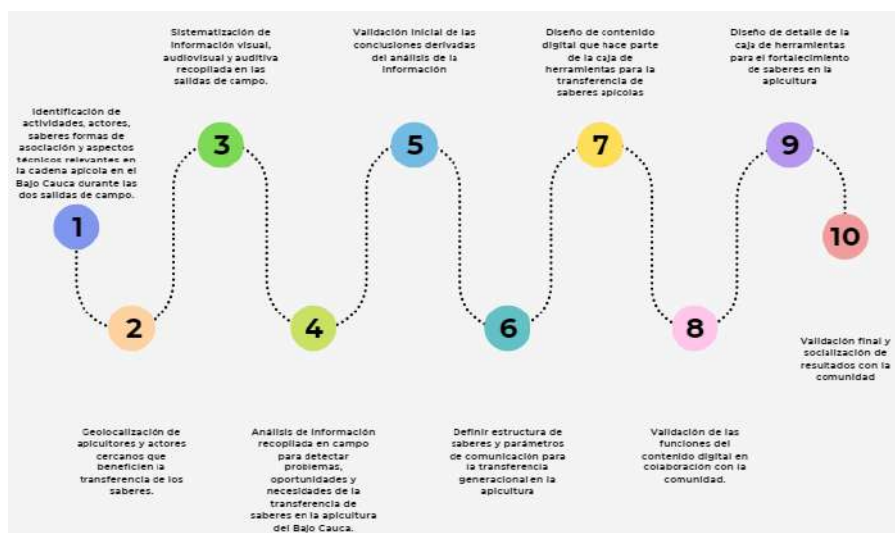 Identificación de
actividades, actores,
saberes formas de
asociación y aspectos
técnicos relevantes en
la cadena apícola en el
Bajo Cauca durante las
dos salidas de campo.
1
2
Geolocalización de
apicultores y actores
cercanos que
beneficien la
transferencia de los
saberes.
Sistematización de
información visual,
audiovisual y auditiva
recopilada en las
salidas de campo.
3
4
Análisis de información
recopilada en campo
para detectar
problemas,
oportunidades y
necesidades de la
transferencia de
saberes en la apicultura
del Bajo Cauca.
Validación inicial de las
conclusiones derivadas
del análisis de la
información
5
6
Definir estructura de
saberes y parámetros
de comunicación para
la transferencia
generacional en la
apicultura
Diseño de contenido
digital que hace parte
de la caja de
herramientas para la
transferencia de
saberes apícolas
7
8
Validación de las
funciones del
contenido digital en
colaboración con la
comunidad.
Diseño de detalle de la
caja de herramientas
para el fortalecimiento
de saberes en la
apicultura
9
10
Validación final y
socialización de
resultados con la
comunidad